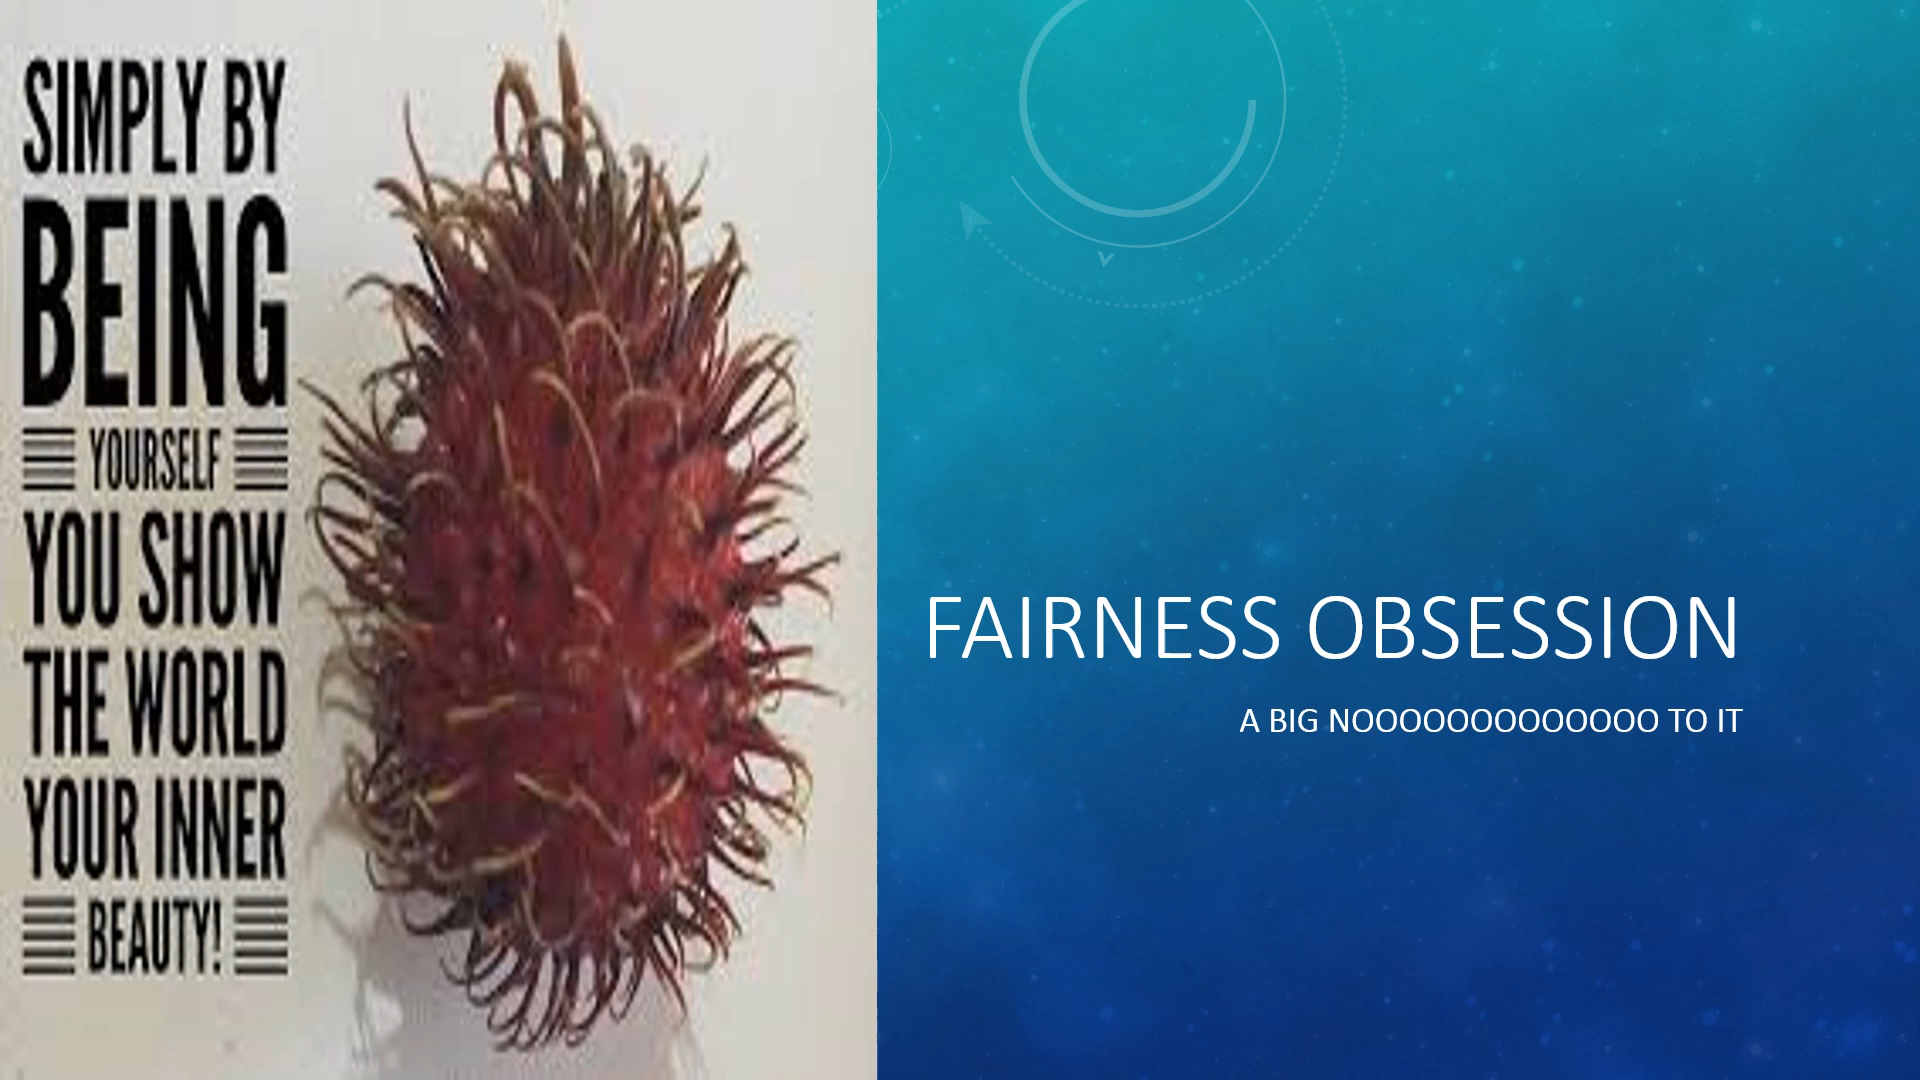 SIMPLY BY
BEING
YOURSELF
YOU SHOW
THE WORLD
YOUR INNER
BEAUTY!
FAIRNESS OBSESSION
A BIG NOOOOOOOOOOOOO TO IT